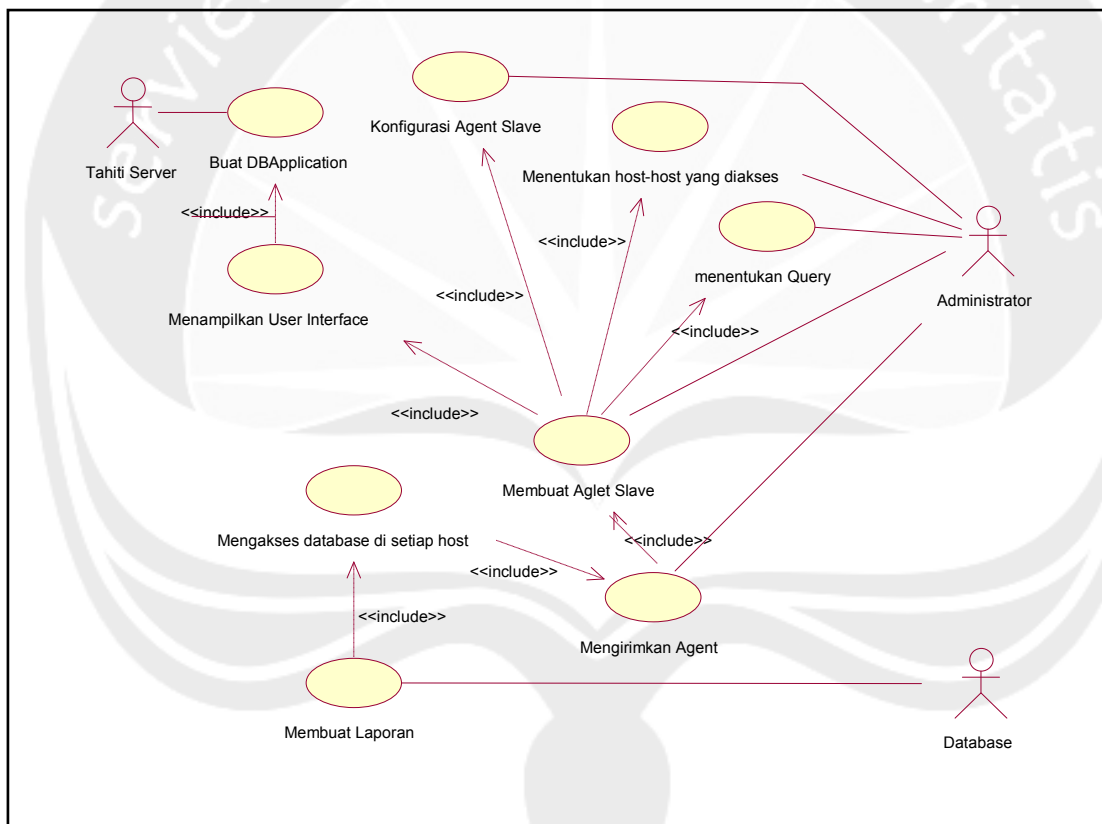 servie
unitatis
Konfigurasi Agent Slave
Tahiti Server
Buat DBApplication
Menentukan host-host yang diakses
<<include>>
<<include>>
menentukan Query
Administrator
Menampilkan User Interface
<<include>>
<<include>>
<<include>>
Membuat Aglet Slave
Mengakses database di setiap host
<<include>>
<<include>>
<<include>>
Mengirimkan Agent
Membuat Laporan
Database